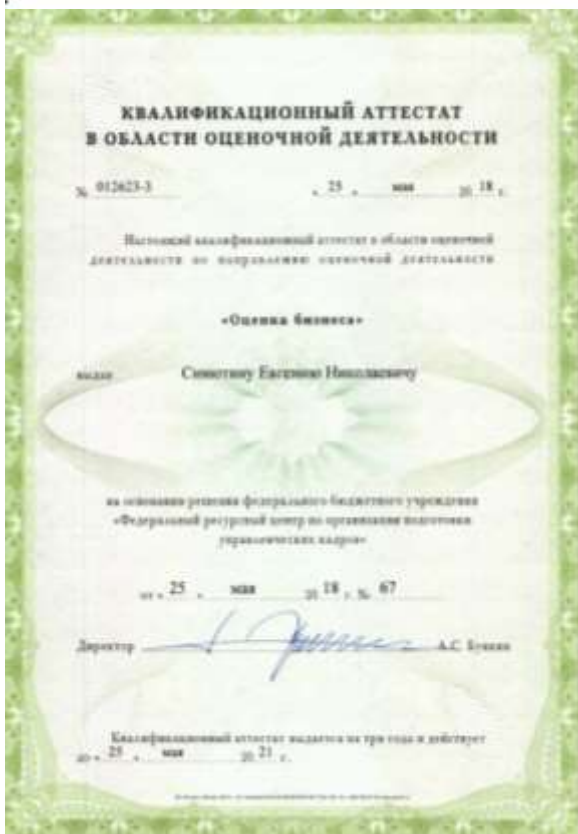 КВАЛИФИКАЦИОННЫЙ АТТЕСТАТ
В ОБЛАСТИ ОЦЕНОЧНОЙ ДЕЯТЕЛЬНОСТИ
№ 012623-3 « 25 » мая 20 18 г.
Настоящий квалификационный аттестат в области оценочной
деятельности по направлению оценочной деятельности
«Оценка бизнеса»
выдан Евгению Николаевичу
на основании решения федерального бюджетного учреждения
«Федеральный ресурсный центр по организации подготовки
управленческих кадров»
от « 25 » мая 20 18 г. № 67
Директор А.С. Бункин
Квалификационный аттестат выдается на три года и действует
до « 25 » мая 20 21 г.